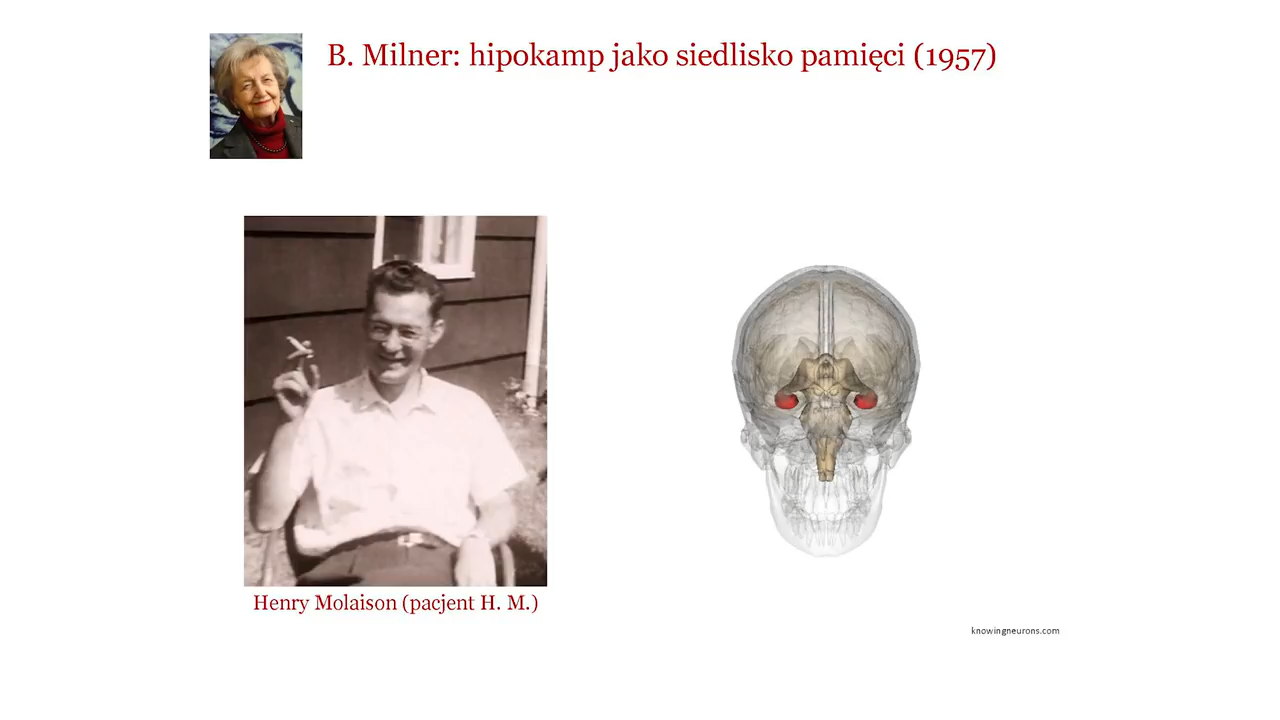 B. Milner: hipokamp jako siedlisko pamięci (1957)
Henry Molaison (pacjent H. M.)
knowingneurons.com